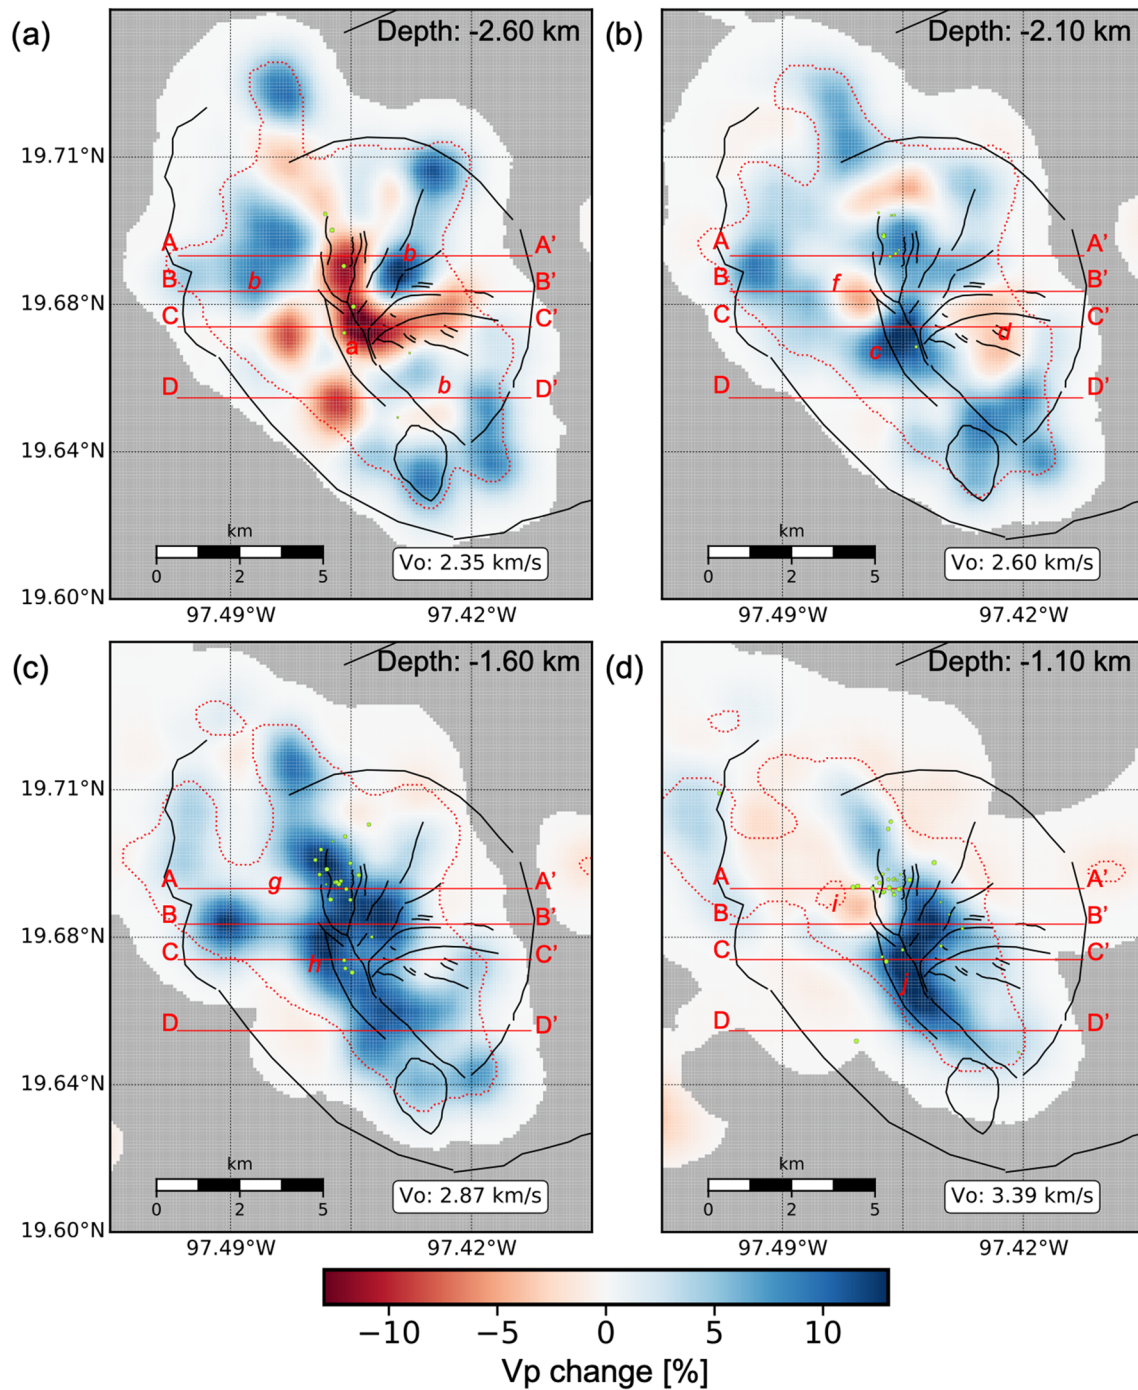 (a)
Depth: -2.60 km
19.71°N
19.68°N
19.64°N
19.60°N
A
A'
B
B'
C
C'
D
D'
b
b
a
b
km
0
2
5
Vo: 2.35 km/s
97.49°W
97.42°W
(b)
Depth: -2.10 km
A
A'
B
B'
C
C'
D
D'
f
d
c
km
0
2
5
Vo: 2.60 km/s
97.49°W
97.42°W
(c)
Depth: -1.60 km
19.71°N
19.68°N
19.64°N
19.60°N
A
A'
B
B'
C
C'
D
D'
g
h
km
0
2
5
Vo: 2.87 km/s
97.49°W
97.42°W
(d)
Depth: -1.10 km
A
A'
B
B'
C
C'
D
D'
i
j
km
0
2
5
Vo: 3.39 km/s
97.49°W
97.42°W
−10
−5
0
5
10
Vp change [%]